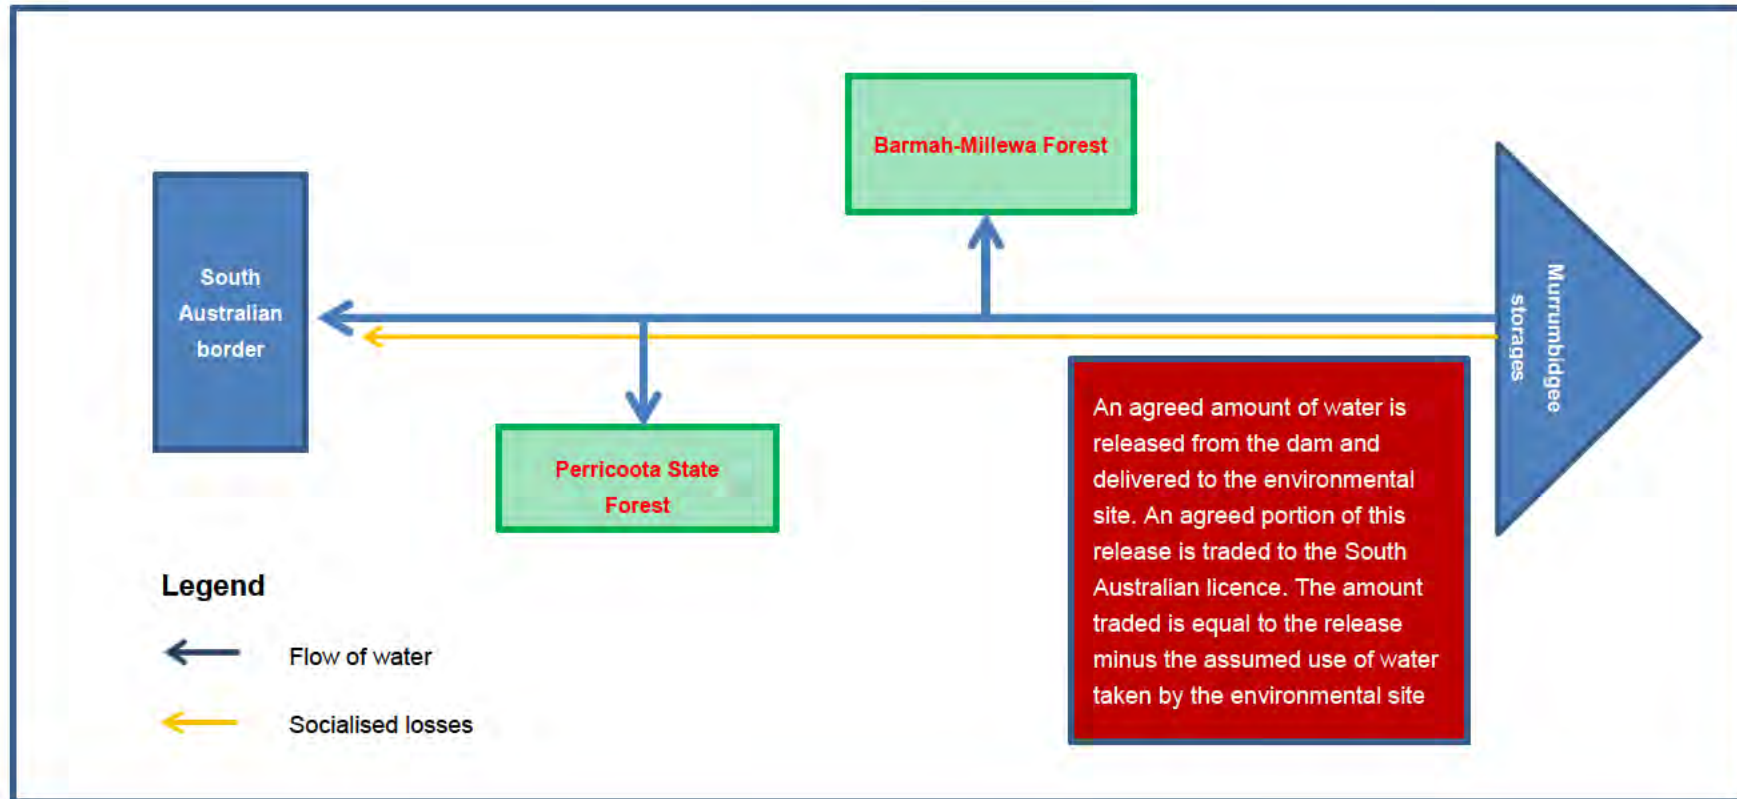 Barmah-Millewa Forest
South
Australian
border
Murrumbidgee
storages
Perricoota State
Forest
An agreed amount of water is
released from the dam and
delivered to the environmental
site. An agreed portion of this
release is traded to the South
Australian licence. The amount
traded is equal to the release
minus the assumed use of water
taken by the environmental site
Legend
Flow of water
Socialised losses